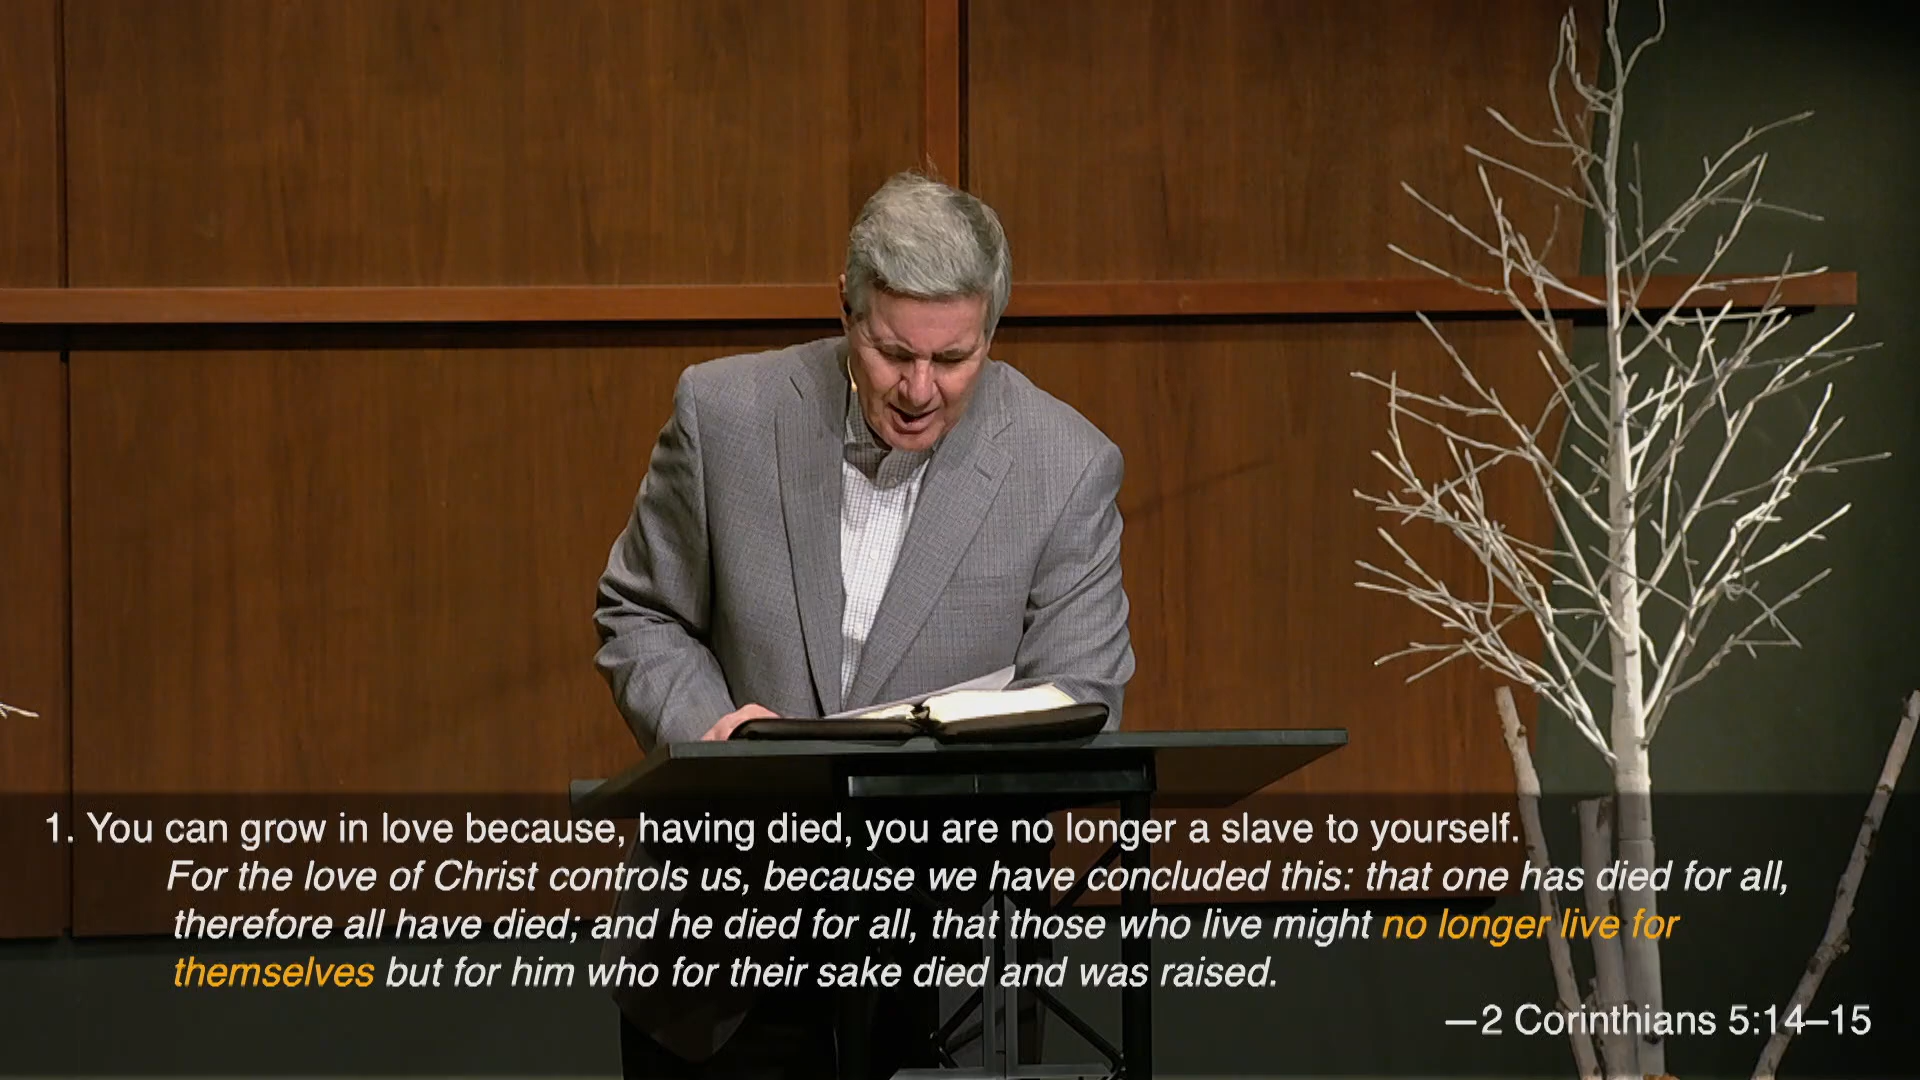 1. You can grow in love because, having died, you are no longer a slave to yourself.
For the love of Christ controls us, because we have concluded this: that one has died for all,
therefore all have died; and he died for all, that those who live might no longer live for
themselves but for him who for their sake died and was raised.
—2 Corinthians 5:14–15